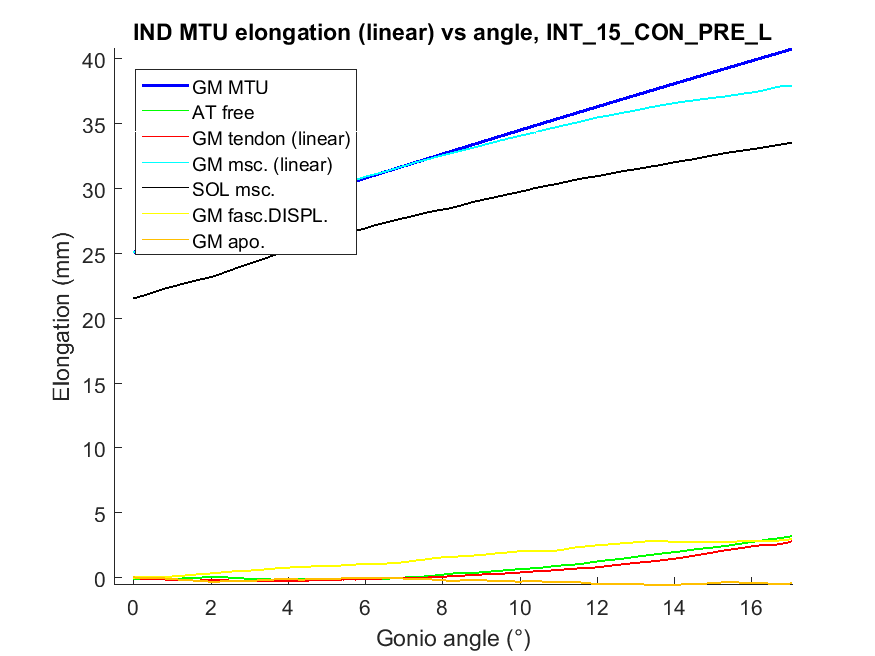 IND MTU elongation (linear) vs angle, INT_15_CON_PRE_L
40
35
30
25
20
15
10
5
0
Elongation (mm)
GM MTU
AT free
GM tendon (linear)
GM msc. (linear)
SOL msc.
GM fasc.DISPL.
GM apo.
0 2 4 6 8 10 12 14 16
Gonio angle (°)